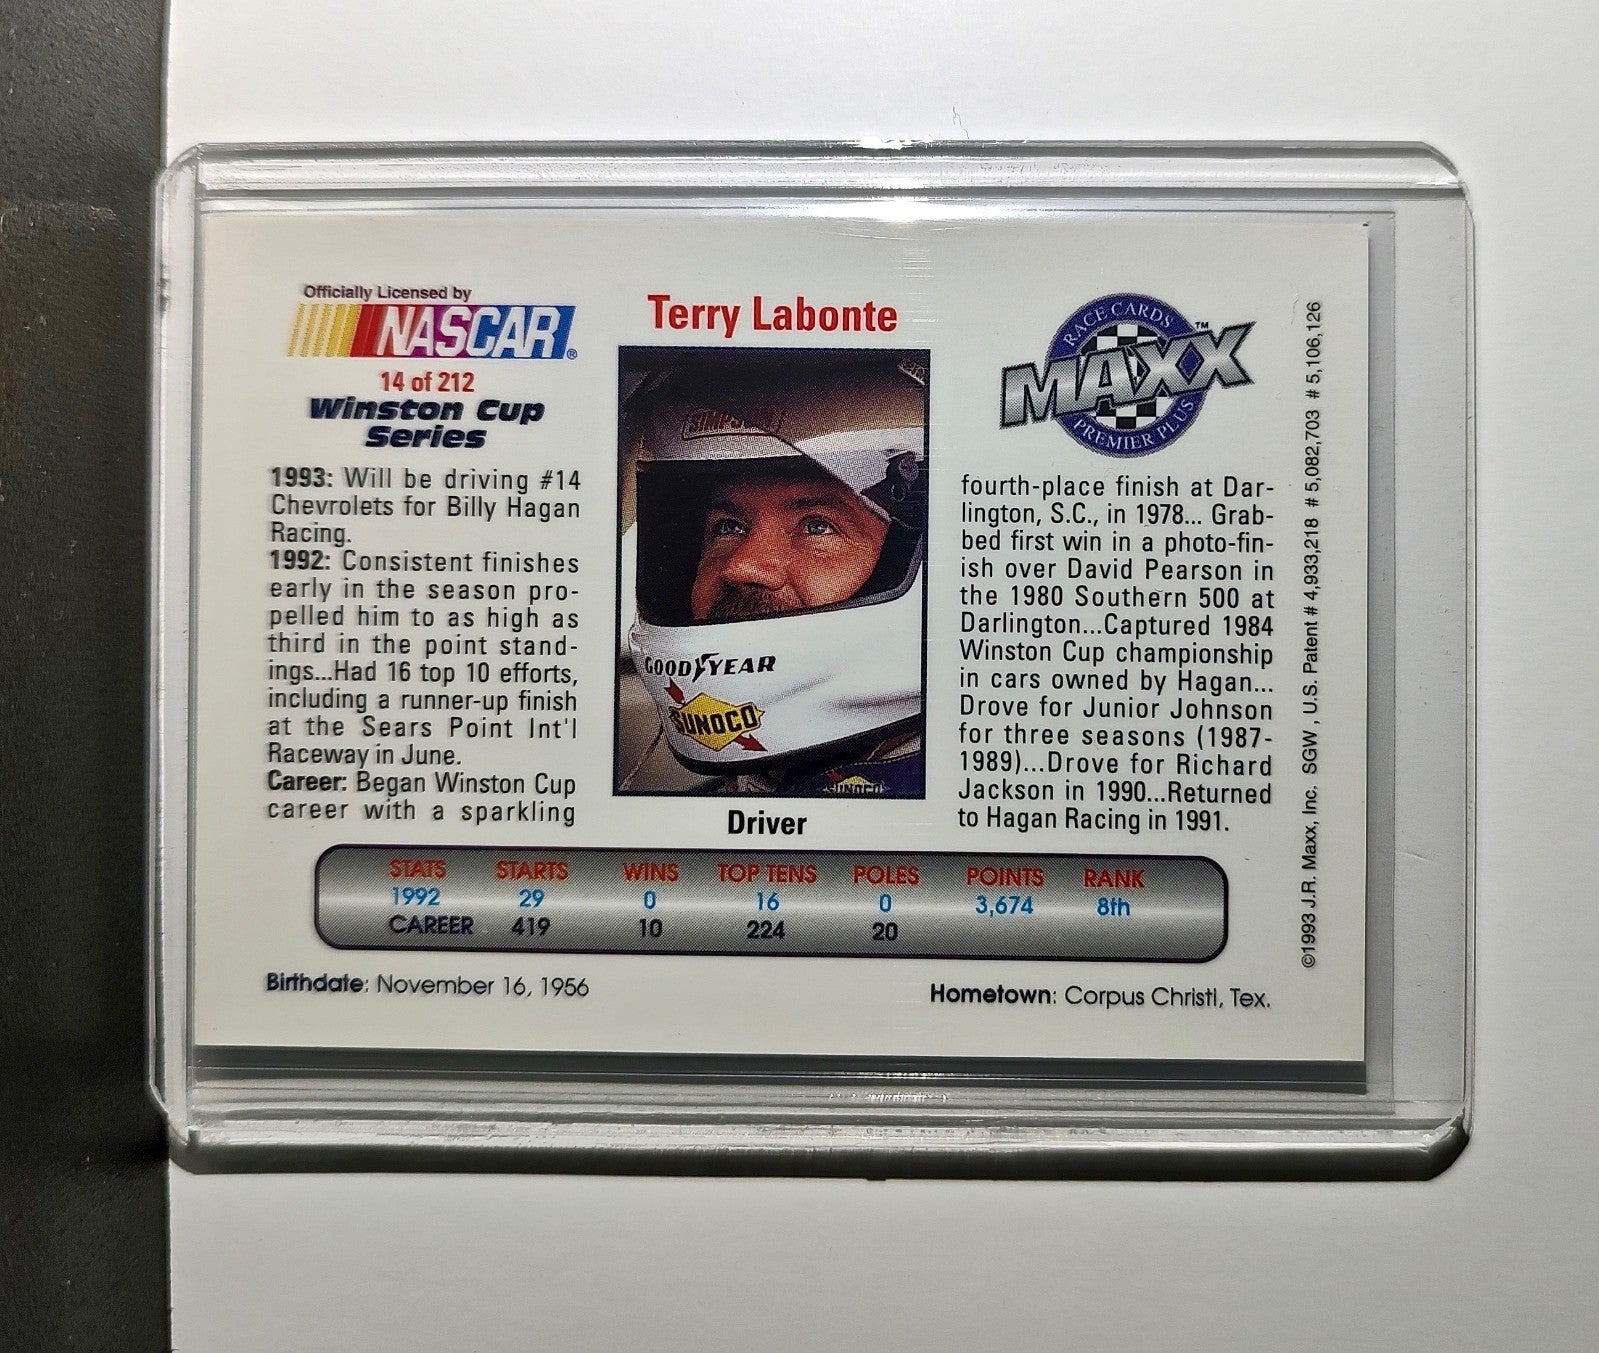 Officially Licensed by
NASCAR®
14 of 212
Winston Cup
Series
1993: Will be driving #14
Chevrolets for Billy Hagan
Racing.
1992: Consistent finishes
early in the season pro-
pelled him to as high as
third in the point stand-
ings...Had 16 top 10 efforts,
including a runner-up finish
at the Sears Point Int'l
Raceway in June.
Career: Began Winston Cup
career with a sparkling
Terry Labonte
SIMPSON
GOODYEAR
SUNOCO
SUNOCO
Driver
RACE CARDS
MAXX™
PREMIER PLUS
fourth-place finish at Dar-
lington, S.C., in 1978... Grab-
bed first win in a photo-fin-
ish over David Pearson in
the 1980 Southern 500 at
Darlington...Captured 1984
Winston Cup championship
in cars owned by Hagan...
Drove for Junior Johnson
for three seasons (1987-
1989)...Drove for Richard
Jackson in 1990...Returned
to Hagan Racing in 1991.
STATS STARTS WINS TOP TENS POLES POINTS RANK
1992 29 0 16 0 3,674 8th
CAREER 419 10 224 20
Birthdate: November 16, 1956
Hometown: Corpus Christi, Tex.
©1993 J.R. Maxx, Inc. SGW, U.S. Patent # 4,933,218 # 5,082,703 # 5,106,126